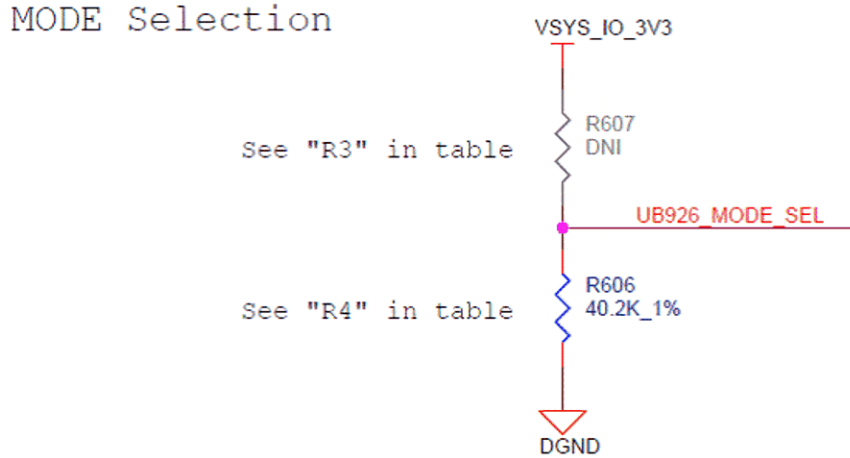 MODE Selection
VSYS_IO_3V3
R607
See "R3" in table
DNI
UB926_MODE_SEL
R606
See "R4" in table
40.2K_1%
DGND